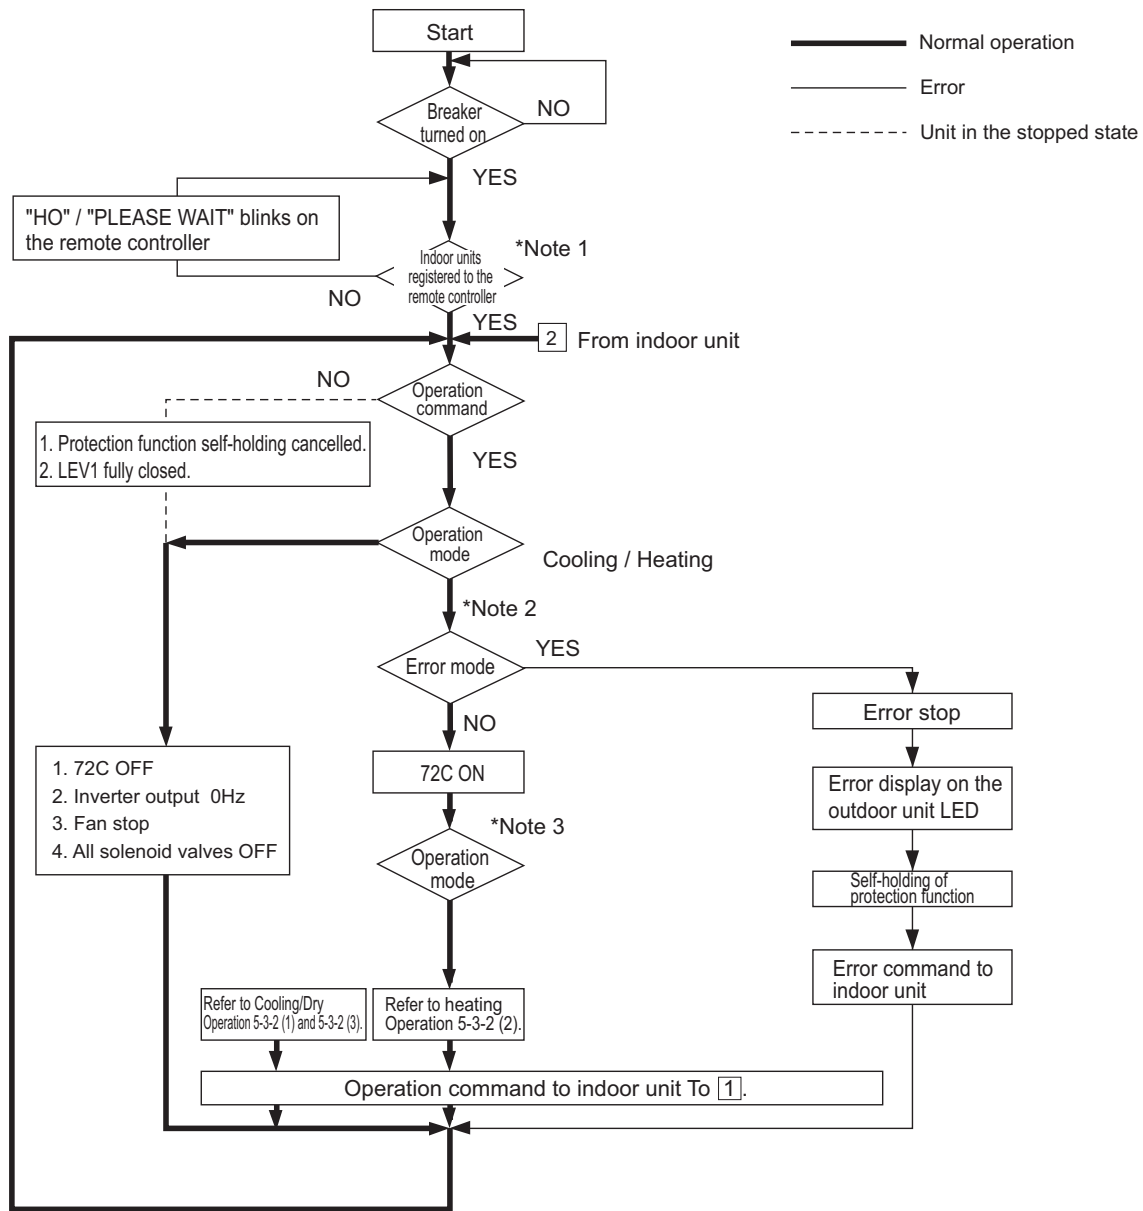 Start
Normal operation
Error
Unit in the stopped state
Breaker
turned on
NO
YES
"HO" / "PLEASE WAIT" blinks on
the remote controller
*Note 1
Indoor units
registered to the
remote controller
NO
YES
2 From indoor unit
NO
Operation
command
1. Protection function self-holding cancelled.
2. LEV1 fully closed.
YES
Operation
mode
Cooling / Heating
*Note 2
YES
Error mode
NO
Error stop
1. 72C OFF
2. Inverter output 0Hz
3. Fan stop
4. All solenoid valves OFF
72C ON
Error display on the
outdoor unit LED
*Note 3
Operation
mode
Self-holding of
protection function
Error command to
indoor unit
Refer to Cooling/Dry
Operation 5-3-2 (1) and 5-3-2 (3).
Refer to heating
Operation 5-3-2 (2).
Operation command to indoor unit To 1.